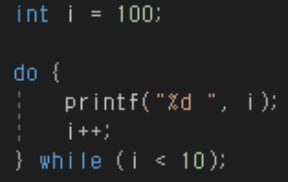 int i = 100;
do {
printf("%d ", i);
i++;
} while (i < 10);